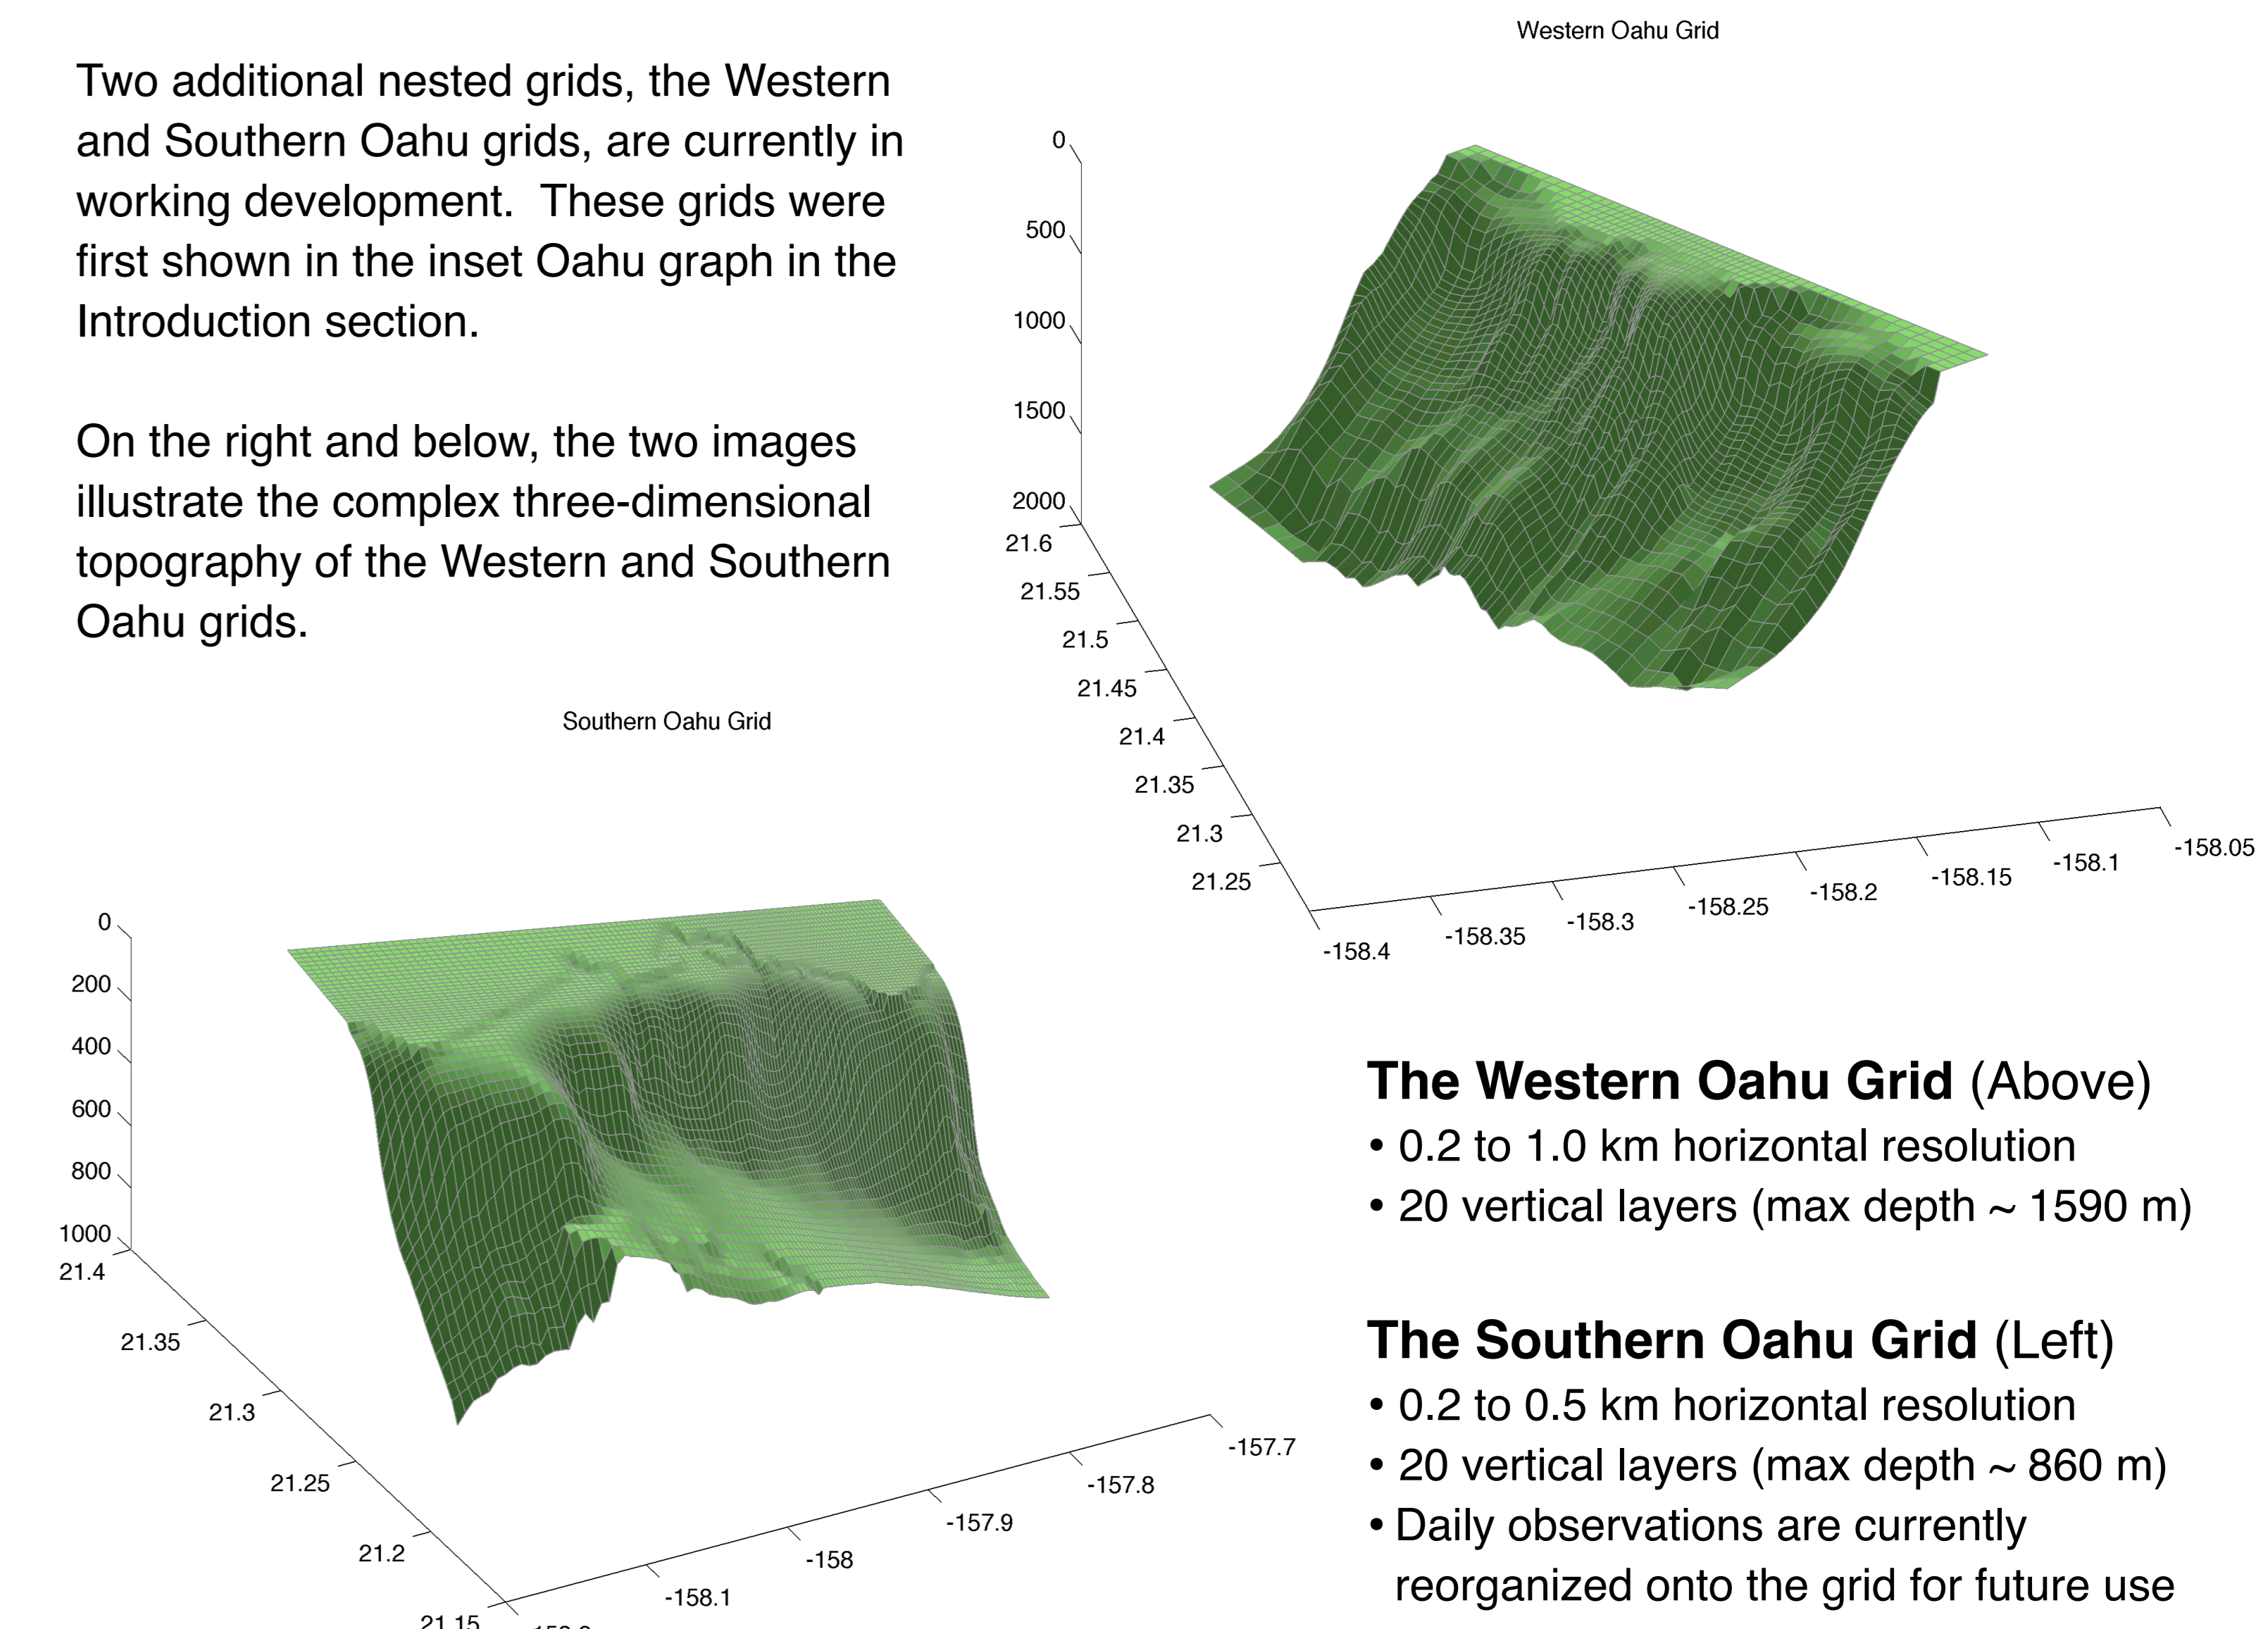 Western Oahu Grid
Two additional nested grids, the Western
and Southern Oahu grids, are currently in
working development.  These grids were
first shown in the inset Oahu graph in the
Introduction section.
On the right and below, the two images
illustrate the complex three-dimensional
topography of the Western and Southern
Oahu grids.
0
500
1000
1500
2000
21.6
21.55
21.5
21.45
21.4
21.35
21.3
21.25
-158.4
-158.35
-158.3
-158.25
-158.2
-158.15
-158.1
-158.05
Southern Oahu Grid
0
200
400
600
800
1000
21.4
21.35
21.3
21.25
21.2
21.15
-158.1
-158
-157.9
-157.8
-157.7
The Western Oahu Grid (Above)
• 0.2 to 1.0 km horizontal resolution
• 20 vertical layers (max depth ~ 1590 m)
The Southern Oahu Grid (Left)
• 0.2 to 0.5 km horizontal resolution
• 20 vertical layers (max depth ~ 860 m)
• Daily observations are currently
reorganized onto the grid for future use